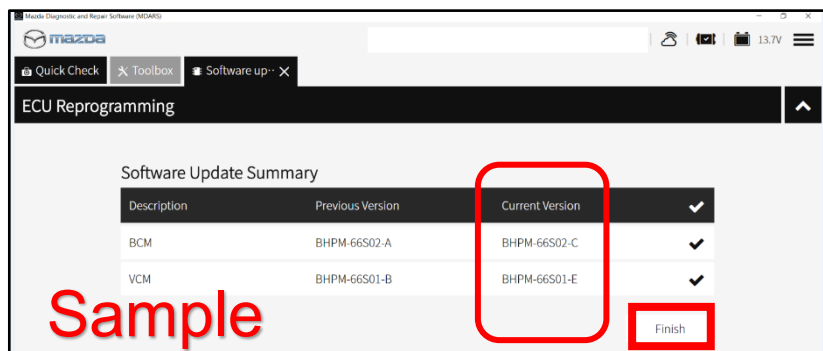 Mazda Diagnostic and Repair Software (MDARS)
mazda
13.7V
Quick Check
Toolbox
Software up··
ECU Reprogramming
Software Update Summary
Description Previous Version Current Version
BCM BHPM-66S02-A BHPM-66S02-C
VCM BHPM-66S01-B BHPM-66S01-E
Sample
Finish